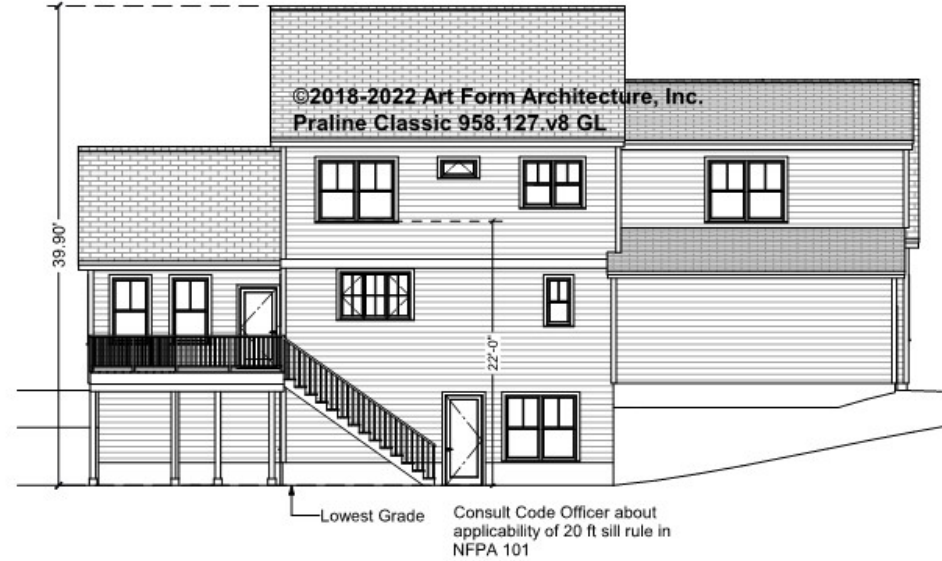 ©2018-2022 Art Form Architecture, Inc.
Praline Classic 958.127.v8 GL
39.90'
22'-0"
Lowest Grade
Consult Code Officer about
applicability of 20 ft sill rule in
NFPA 101